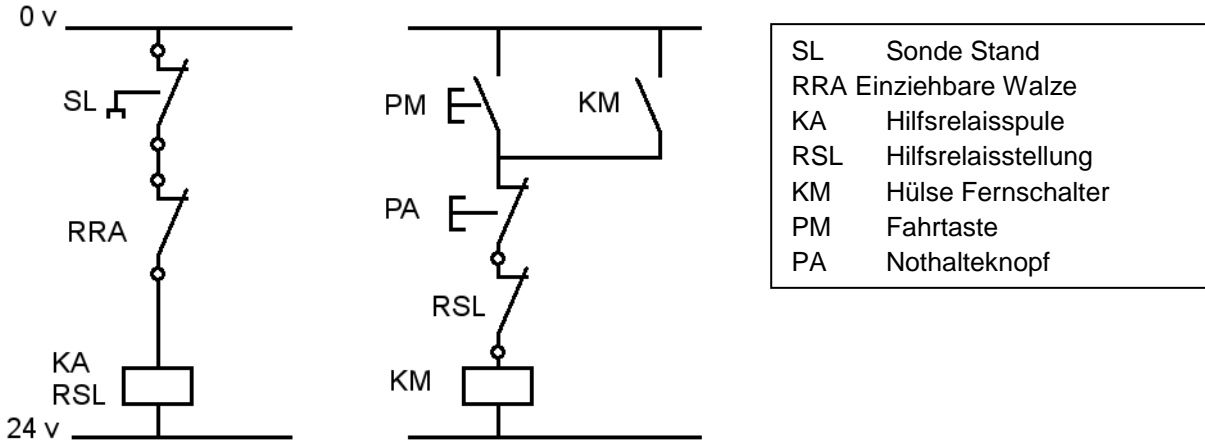 0 v
SL
RRA
KA
RSL
24 v
PM
KM
PA
RSL
KM
SL Sonde Stand
RRA Einziehbare Walze
KA Hilfsrelaisspule
RSL Hilfsrelaisstellung
KM Hülse Fernschalter
PM Fahrtaste
PA Nothalteknopf